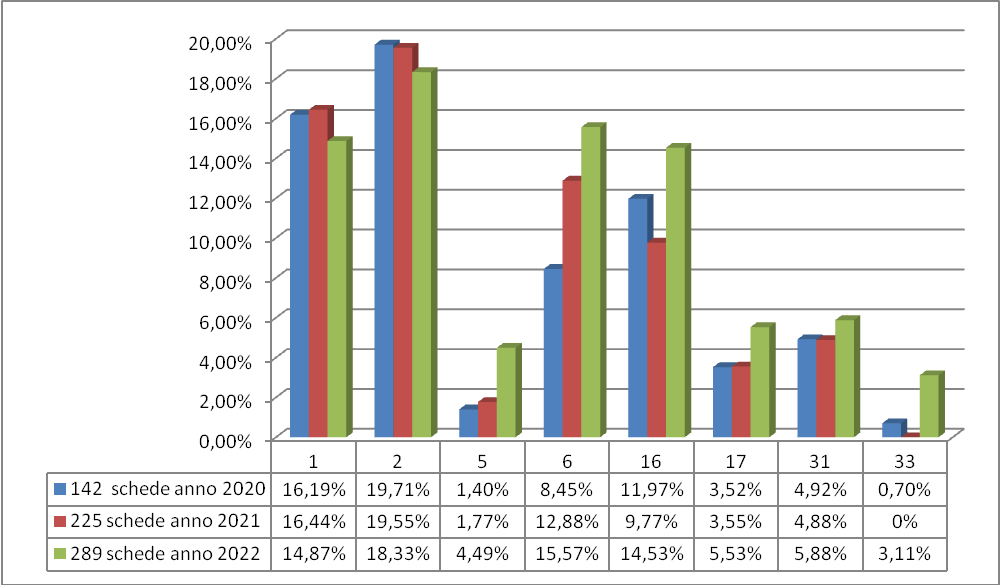 20,00%
18,00%
16,00%
14,00%
12,00%
10,00%
8,00%
6,00%
4,00%
2,00%
0,00%
1 2 5 6 16 17 31 33
142 schede anno 2020 16,19% 19,71% 1,40% 8,45% 11,97% 3,52% 4,92% 0,70%
225 schede anno 2021 16,44% 19,55% 1,77% 12,88% 9,77% 3,55% 4,88% 0%
289 schede anno 2022 14,87% 18,33% 4,49% 15,57% 14,53% 5,53% 5,88% 3,11%